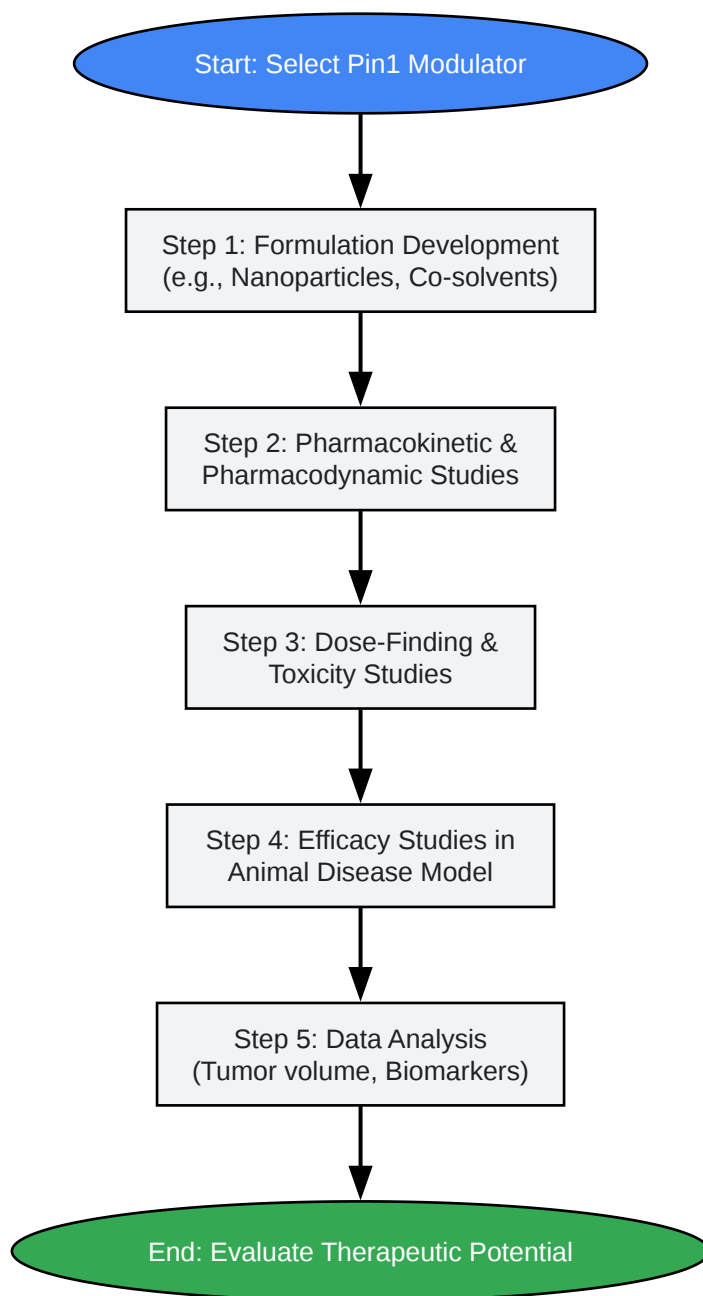 Start: Select Pin1 Modulator
Step 1: Formulation Development
(e.g., Nanoparticles, Co-solvents)
Step 2: Pharmacokinetic &
Pharmacodynamic Studies
Step 3: Dose-Finding &
Toxicity Studies
Step 4: Efficacy Studies in
Animal Disease Model
Step 5: Data Analysis
(Tumor volume, Biomarkers)
End: Evaluate Therapeutic Potential